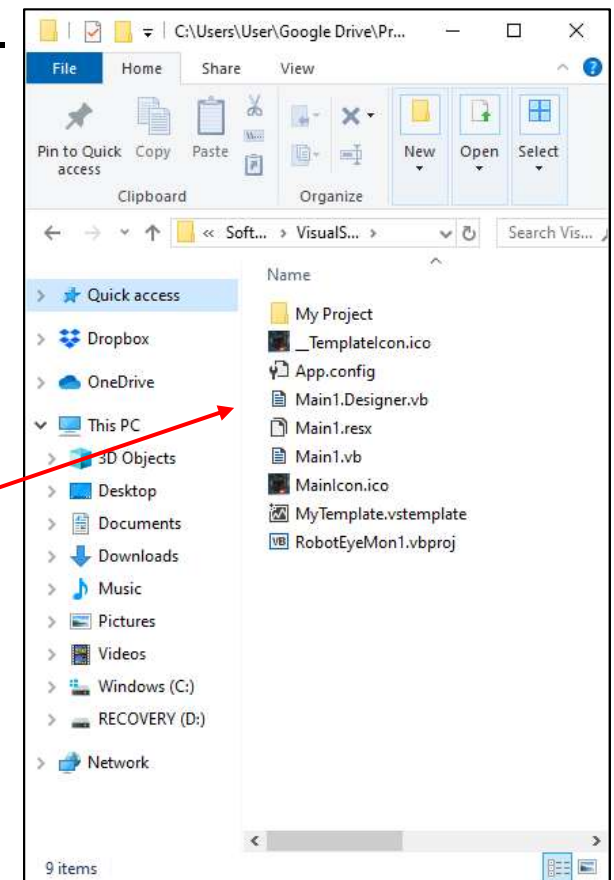 C:\Users\User\Google Drive\Pr...
File Home Share View
Pin to Quick access
Copy
Paste
New
Open
Select
Clipboard
Organize
« Soft... › VisualS... ›
Search Vis...
Name
Quick access
Dropbox
OneDrive
This PC
3D Objects
Desktop
Documents
Downloads
Music
Pictures
Videos
Windows (C:)
RECOVERY (D:)
Network
My Project
__TemplateIcon.ico
App.config
Main1.Designer.vb
Main1.resx
Main1.vb
MainIcon.ico
MyTemplate.vstemplate
RobotEyeMon1.vbproj
9 items